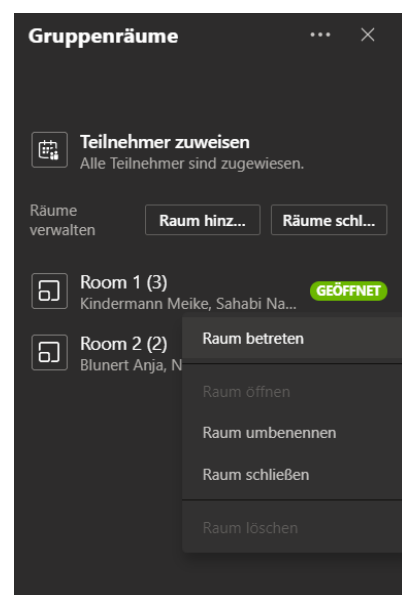 Gruppenräume
Teilnehmer zuweisen
Alle Teilnehmer sind zugewiesen.
Räume
verwalten
Raum hinz...
Räume schl...
Room 1 (3)
GEÖFFNET
Kindermann Meike, Sahabi Na...
Room 2 (2)
Blunert Anja, N
Raum betreten
Raum öffnen
Raum umbenennen
Raum schließen
Raum löschen